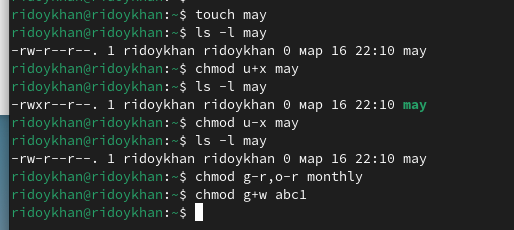 ridoykhan@ridoykhan:~$ touch may
ridoykhan@ridoykhan:~$ ls -l may
-rw-r--r--. 1 ridoykhan ridoykhan 0 мар 16 22:10 may
ridoykhan@ridoykhan:~$ chmod u+x may
ridoykhan@ridoykhan:~$ ls -l may
-rwxr--r--. 1 ridoykhan ridoykhan 0 мар 16 22:10 may
ridoykhan@ridoykhan:~$ chmod u-x may
ridoykhan@ridoykhan:~$ ls -l may
-rw-r--r--. 1 ridoykhan ridoykhan 0 мар 16 22:10 may
ridoykhan@ridoykhan:~$ chmod g-r,o-r monthly
ridoykhan@ridoykhan:~$ chmod g+w abc1
ridoykhan@ridoykhan:~$